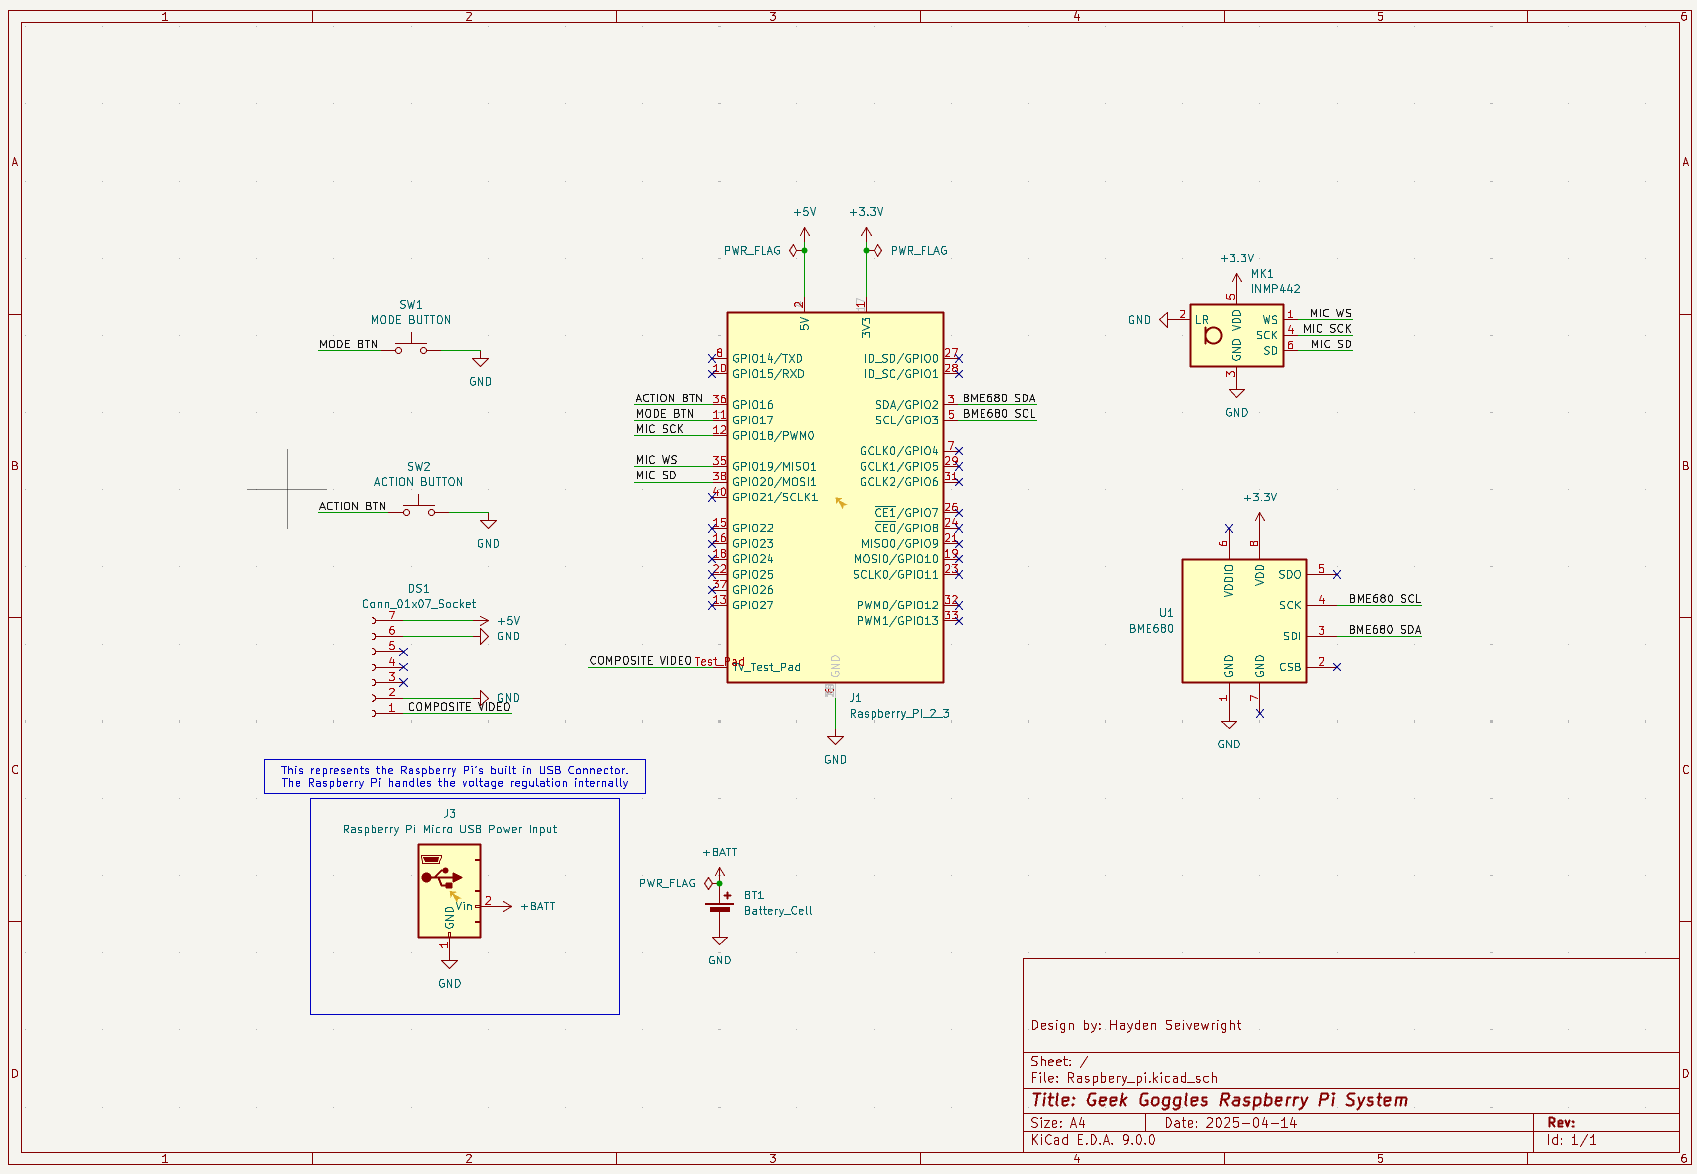 1 2 3 4 5 6
A A
B B
C C
D D
1 2 3 4 5 6
+5V +3.3V
PWR_FLAG PWR_FLAG
2 1
5V 3V3
8 GPIO14/TXD
10 GPIO15/RXD
ACTION BTN 36 GPIO16
MODE BTN 11 GPIO17
MIC SCK 12 GPIO18/PWM0
MIC WS 35 GPIO19/MISO1
MIC SD 38 GPIO20/MOSI1
40 GPIO21/SCLK1
15 GPIO22
16 GPIO23
18 GPIO24
22 GPIO25
37 GPIO26
13 GPIO27
COMPOSITE VIDEO Test_Pad TV_Test_Pad
ID_SD/GPIO0 27
ID_SC/GPIO1 28
SDA/GPIO2 3 BME680 SDA
SCL/GPIO3 5 BME680 SCL
GCLK0/GPIO4 7
GCLK1/GPIO5 29
GCLK2/GPIO6 31
CE1/GPIO7 26
CE0/GPIO8 24
MISO0/GPIO9 21
MOSI0/GPIO10 19
SCLK0/GPIO11 23
PWM0/GPIO12 32
PWM1/GPIO13 33
GND
J1
Raspberry_Pi_2_3
GND
SW1
MODE BUTTON
MODE BTN
GND
SW2
ACTION BUTTON
ACTION BTN
GND
DS1
Conn_01x07_Socket
7 +5V
6 GND
5
4
3
2 GND
1 COMPOSITE VIDEO
This represents the Raspberry Pi's built in USB Connector.
The Raspberry Pi handles the voltage regulation internally
J3
Raspberry Pi Micro USB Power Input
Vin 2 +BATT
GND
1
GND
+BATT
PWR_FLAG
+
BT1
Battery_Cell
GND
+3.3V
MK1
INMP442
5
GND 2 LR VDD WS 1 MIC WS
SCK 4 MIC SCK
GND SD 6 MIC SD
3
GND
+3.3V
6 8
VDDIO VDD
U1
BME680
SDO 5
SCK 4 BME680 SCL
SDI 3 BME680 SDA
CSB 2
GND GND
1 7
GND
Design by: Hayden Seivewright
Sheet: /
File: Raspbery_pi.kicad_sch
Title: Geek Goggles Raspberry Pi System
Size: A4 Date: 2025-04-14 Rev:
KiCad E.D.A. 9.0.0 Id: 1/1